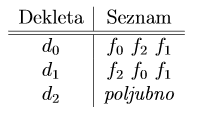 Dekleta Seznam
d₀ f₀ f₂ f₁
d₁ f₂ f₀ f₁
d₂ poljubno